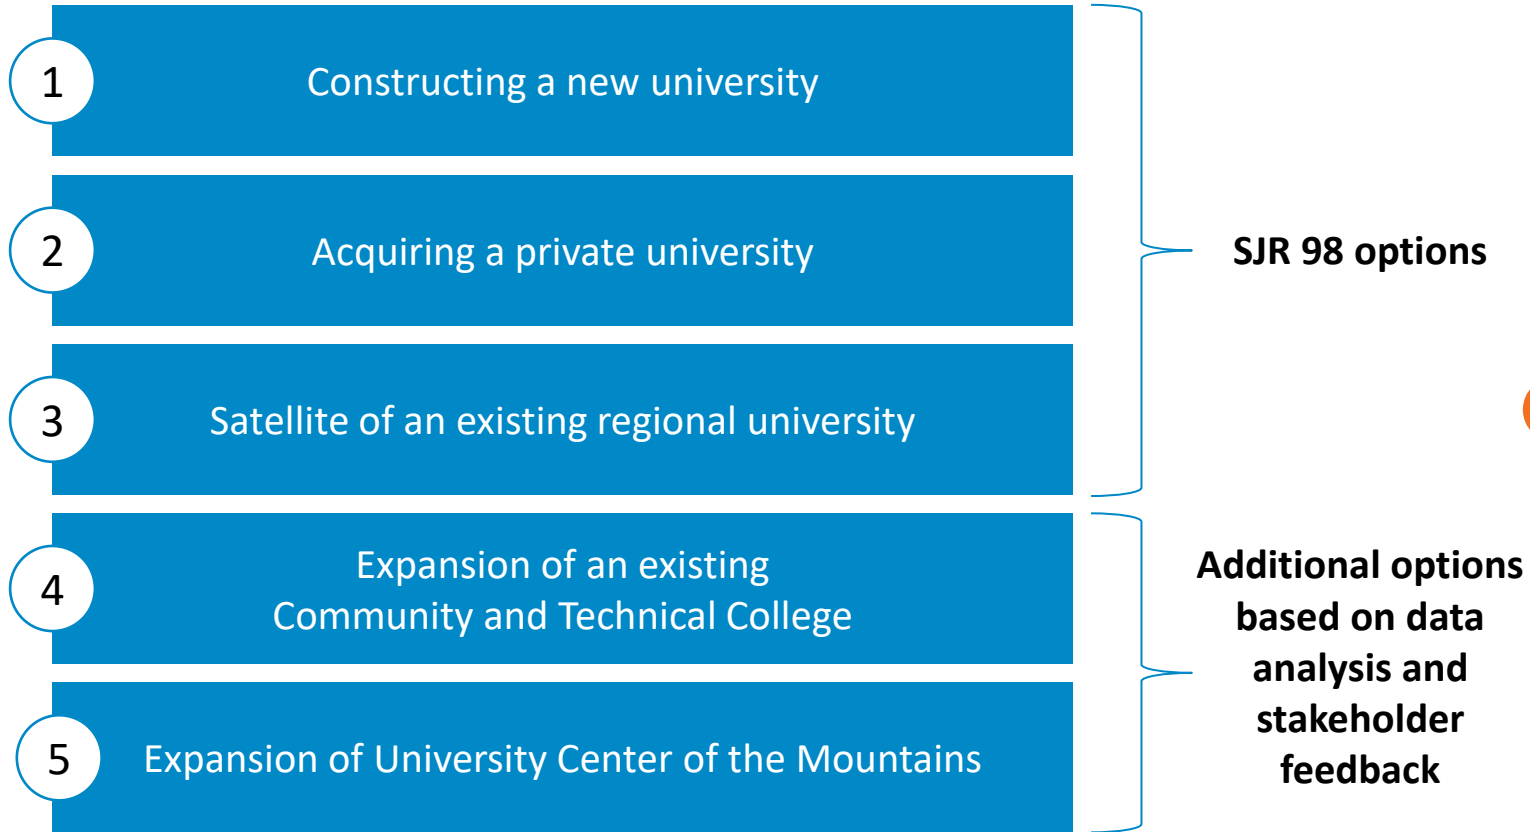 1
Constructing a new university
2
Acquiring a private university
SJR 98 options
3
Satellite of an existing regional university
4
Expansion of an existing
Community and Technical College
5
Expansion of University Center of the Mountains
Additional options
based on data
analysis and
stakeholder
feedback